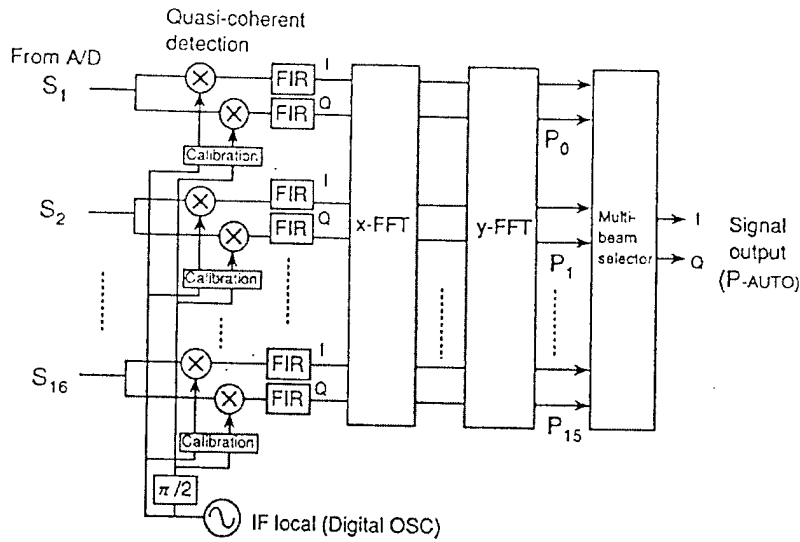 Quasi-coherent
detection
From A/D
S1
FIR
I
Q
FIR
Calibration
S2
FIR
I
Q
FIR
Calibration
S16
FIR
I
Q
FIR
Calibration
π/2
IF local (Digital OSC)
x-FFT
y-FFT
P0
P1
P15
Multi-
beam
selector
I
Q
Signal
output
(P-AUTO)